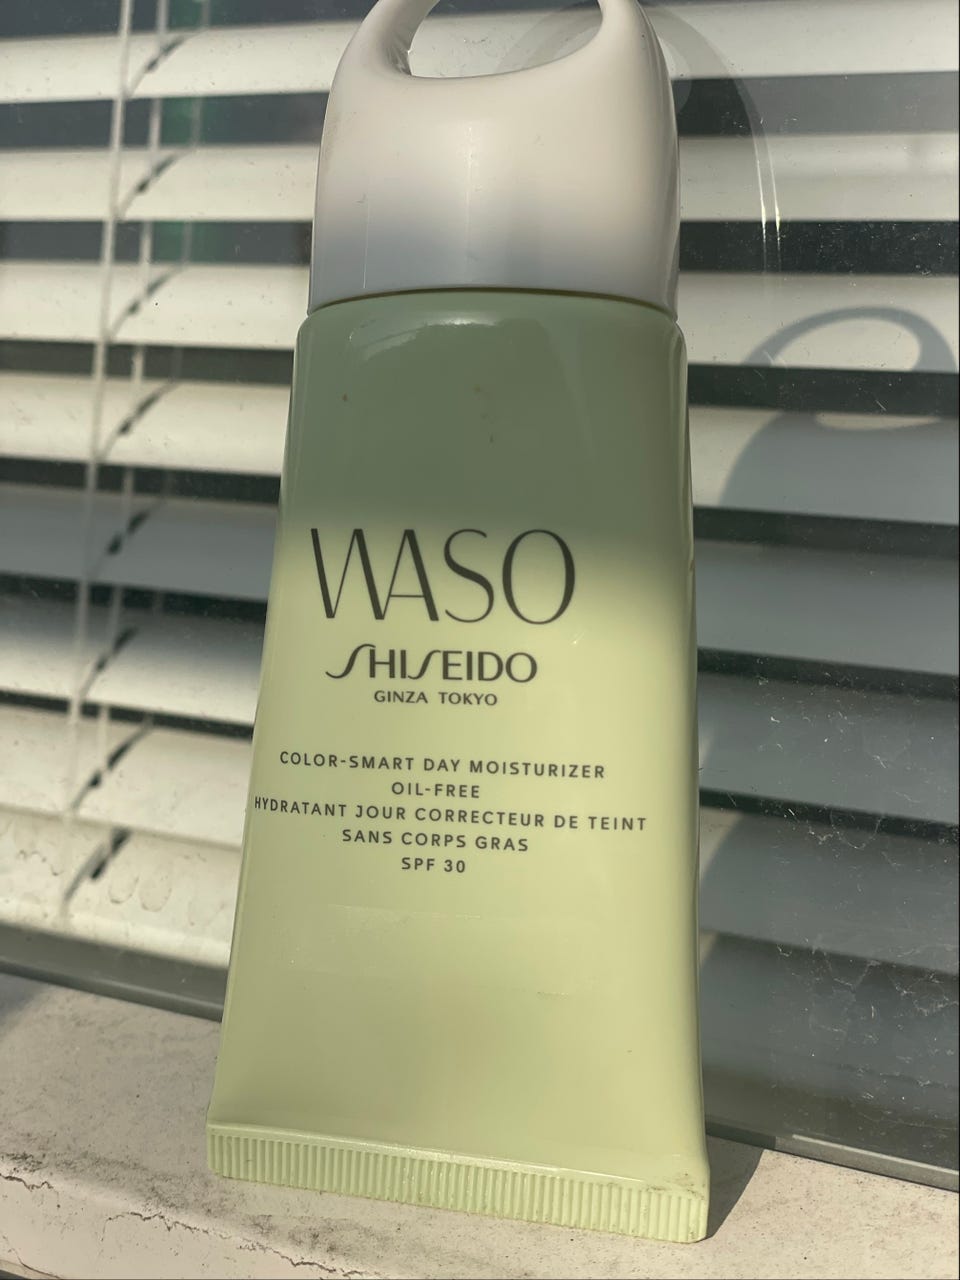 WASO
SHISEIDO
GINZA TOKYO
COLOR-SMART DAY MOISTURIZER
OIL-FREE
HYDRATANT JOUR CORRECTEUR DE TEINT
SANS CORPS GRAS
SPF 30